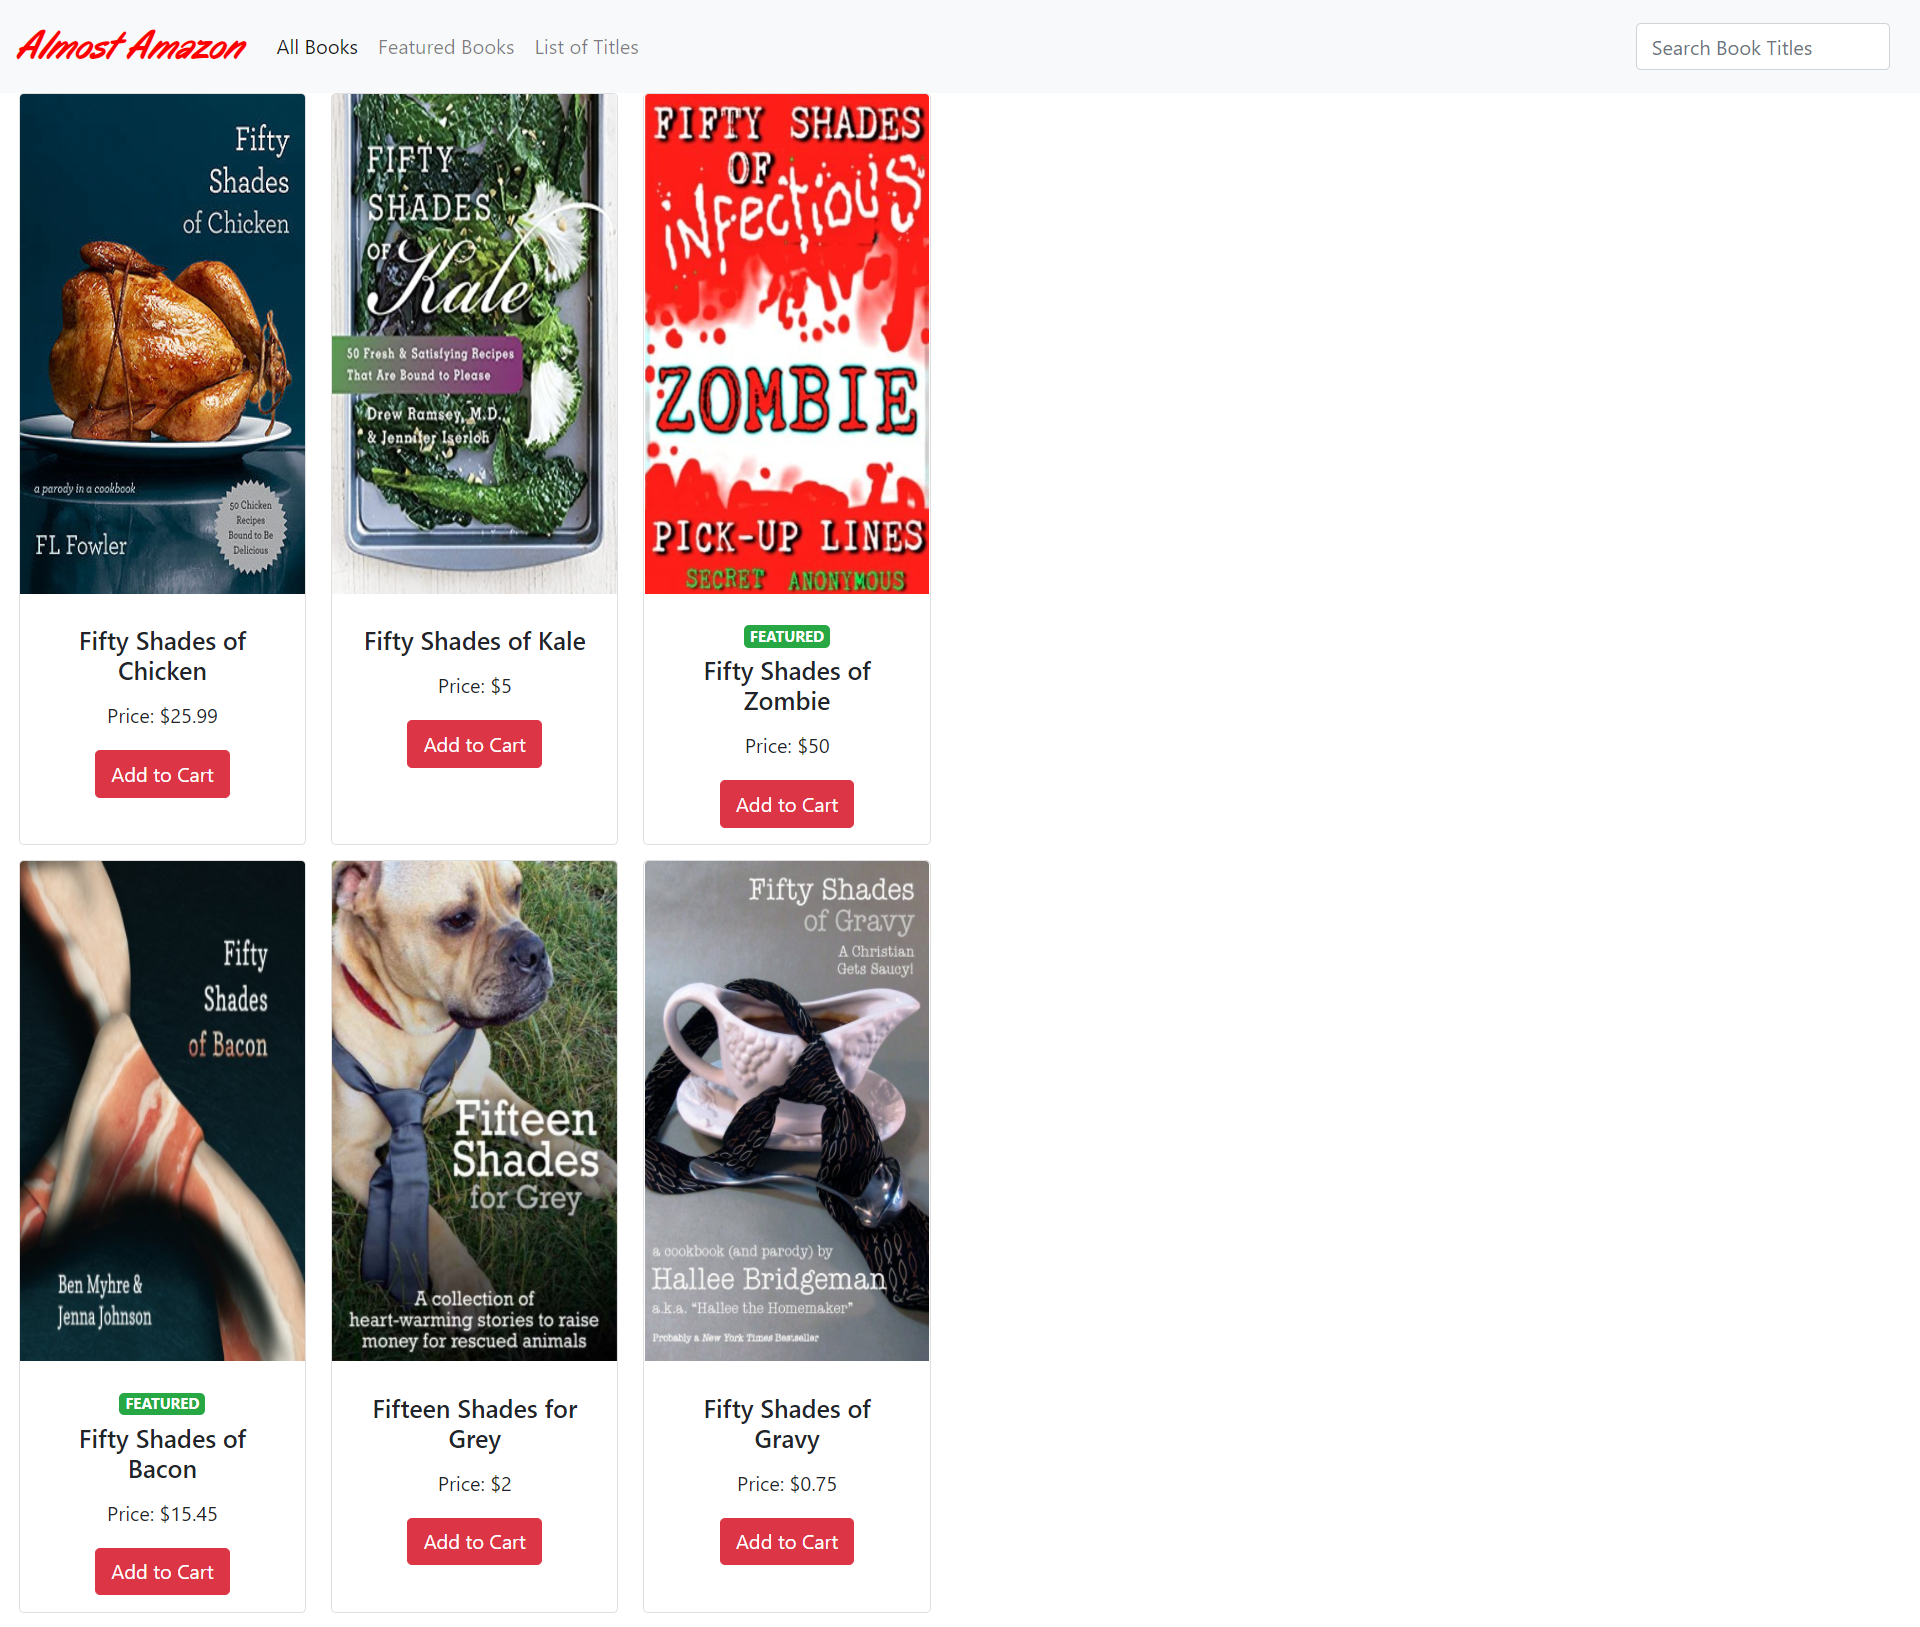 Almost Amazon
All Books
Featured Books
List of Titles
Search Book Titles
Fifty
Shades
of Chicken
a parody in a cookbook
50 Chicken
Recipes
Bound to Be
Delicious
FL Fowler
Fifty Shades of
Chicken
Price: $25.99
Add to Cart
FIFTY
SHADES
OF
Kale
50 Fresh & Satisfying Recipes
That Are Bound to Please
Drew Ramsey, M.D.,
& Jennifer Iserloh
Fifty Shades of Kale
Price: $5
Add to Cart
FIFTY SHADES
OF
infectious
ZOMBIE
PICK-UP LINES
SECRET ANONYMOUS
FEATURED
Fifty Shades of
Zombie
Price: $50
Add to Cart
Fifty
Shades
of Bacon
Ben Myhre &
Jenna Johnson
FEATURED
Fifty Shades of
Bacon
Price: $15.45
Add to Cart
Fifteen
Shades
for Grey
A collection of
heart-warming stories to raise
money for rescued animals
Fifteen Shades for
Grey
Price: $2
Add to Cart
Fifty Shades
of Gravy
A Christian
Gets Saucy!
a cookbook (and parody) by
Hallee Bridgeman
a.k.a. "Hallee the Homemaker"
Probably a New York Times Bestseller
Fifty Shades of
Gravy
Price: $0.75
Add to Cart